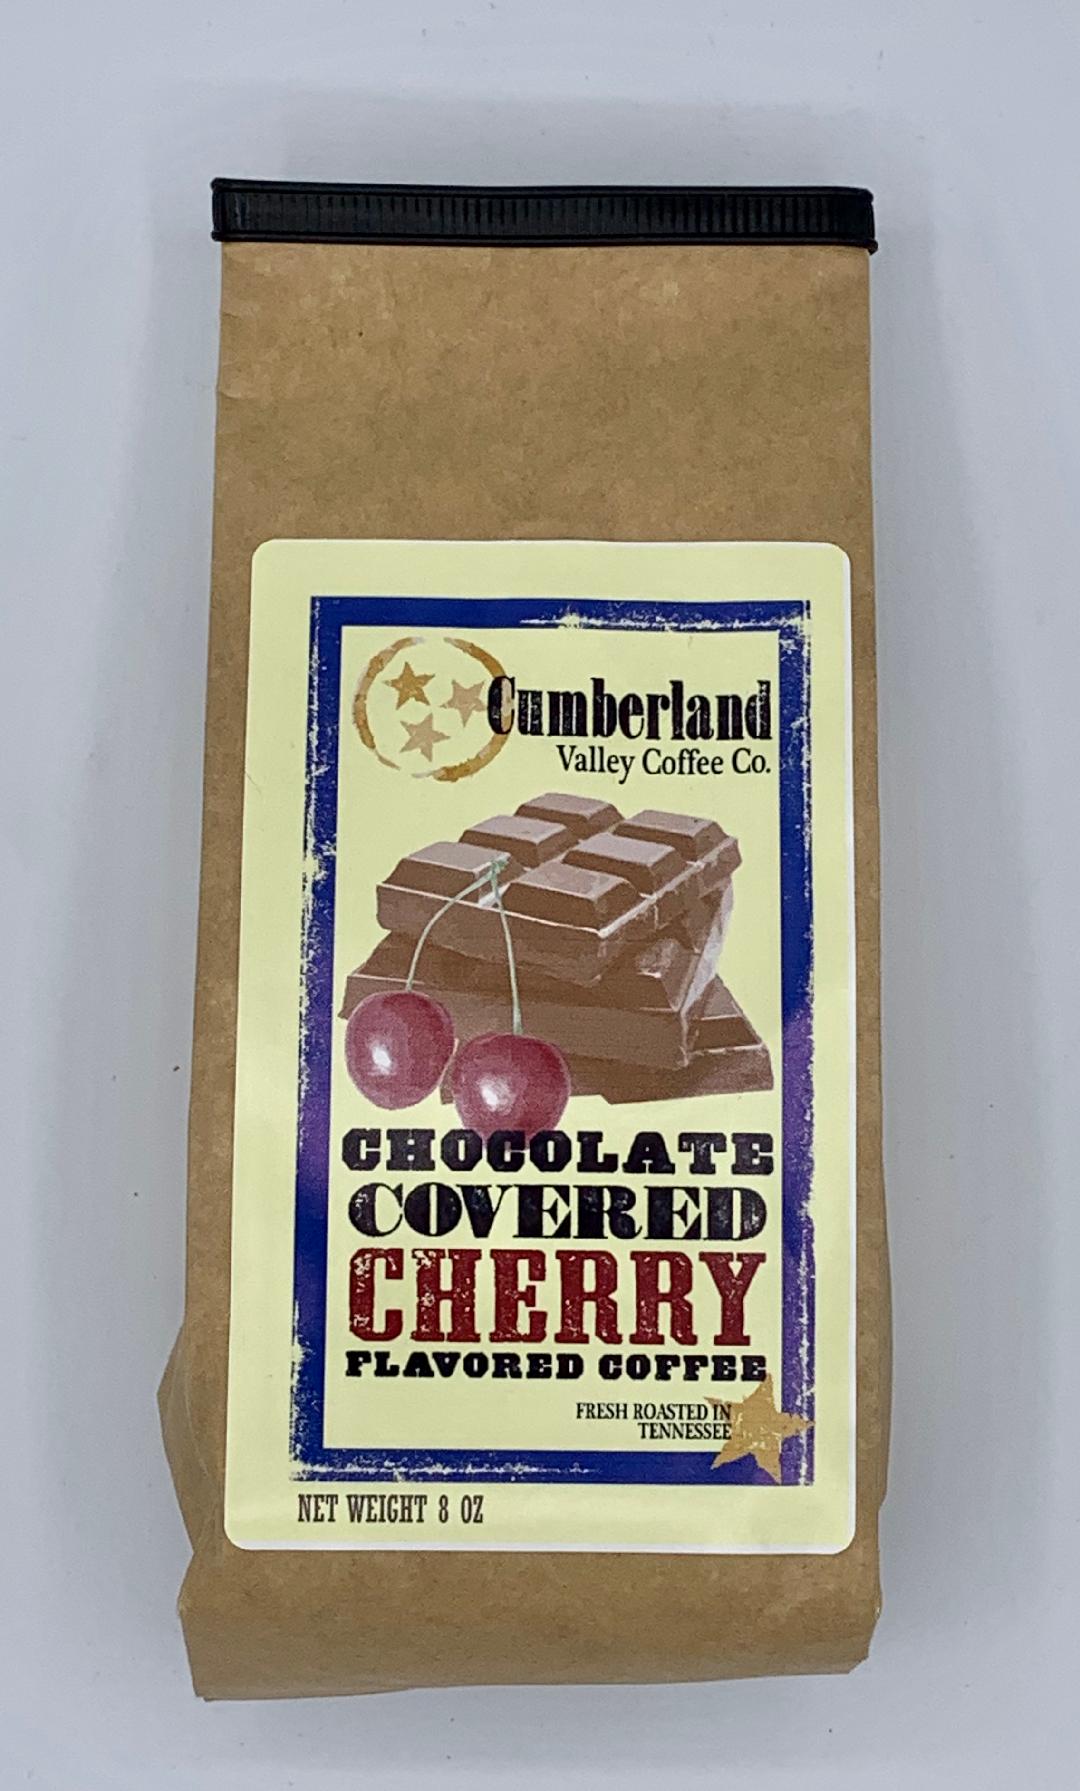 Cumberland
Valley Coffee Co.
CHOCOLATE
COVERED
CHERRY
FLAVORED COFFEE
FRESH ROASTED IN
TENNESSEE
NET WEIGHT 8 OZ